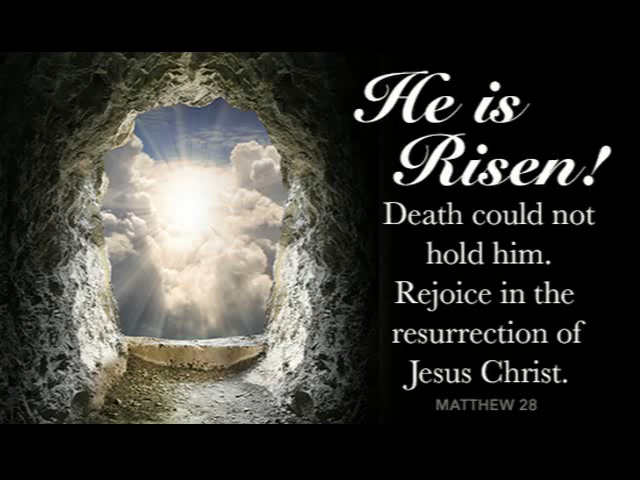 He is
Risen!
Death could not
hold him.
Rejoice in the
resurrection of
Jesus Christ.
MATTHEW 28